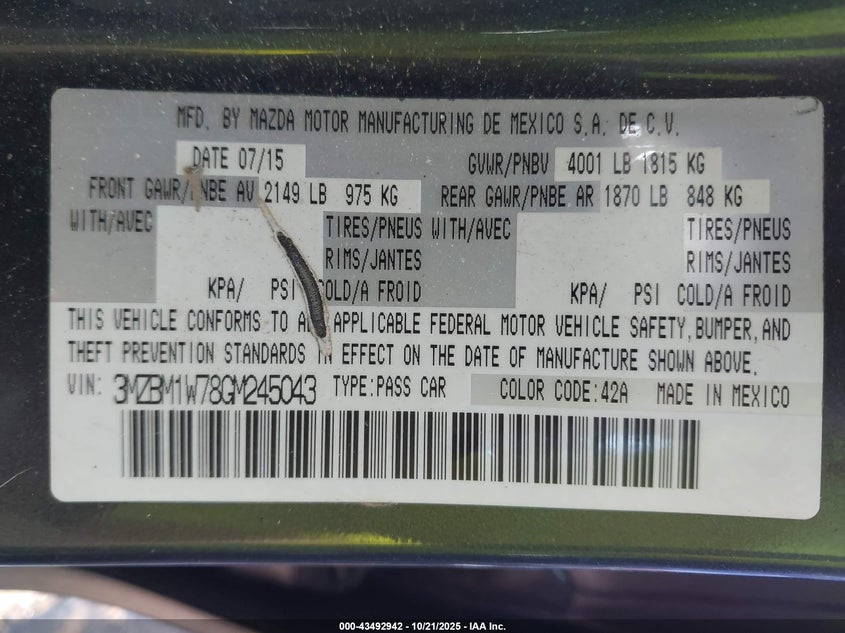 MFD. BY MAZDA MOTOR MANUFACTURING DE MEXICO S.A. DE C.V.
DATE 07/15 GVWR/PNBV 4001 LB 1815 KG
FRONT GAWR/PNBE AV 2149 LB 975 KG REAR GAWR/PNBE AR 1870 LB 848 KG
WITH/AVEC TIRES/PNEUS WITH/AVEC TIRES/PNEUS
RIMS/JANTES RIMS/JANTES
KPA/ PSI COLD/A FROID KPA/ PSI COLD/A FROID
THIS VEHICLE CONFORMS TO ALL APPLICABLE FEDERAL MOTOR VEHICLE SAFETY, BUMPER, AND
THEFT PREVENTION STANDARDS IN EFFECT ON THE DATE OF MANUFACTURE SHOWN ABOVE.
VIN: 3MZBM1W78GM245043 TYPE:PASS CAR COLOR CODE:42A MADE IN MEXICO
000-43492942 - 10/21/2025 - IAA Inc.